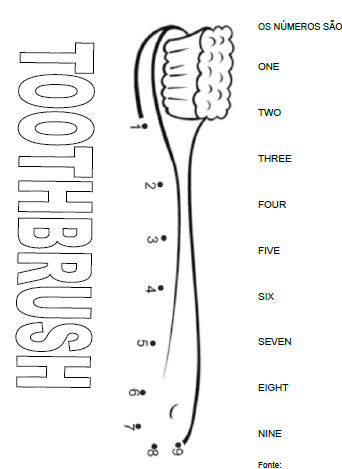 TOOTHBRUSH
1
2
3
4
5
6
7
8
9
OS NÚMEROS SÃO
ONE
TWO
THREE
FOUR
FIVE
SIX
SEVEN
EIGHT
NINE
Fonte: